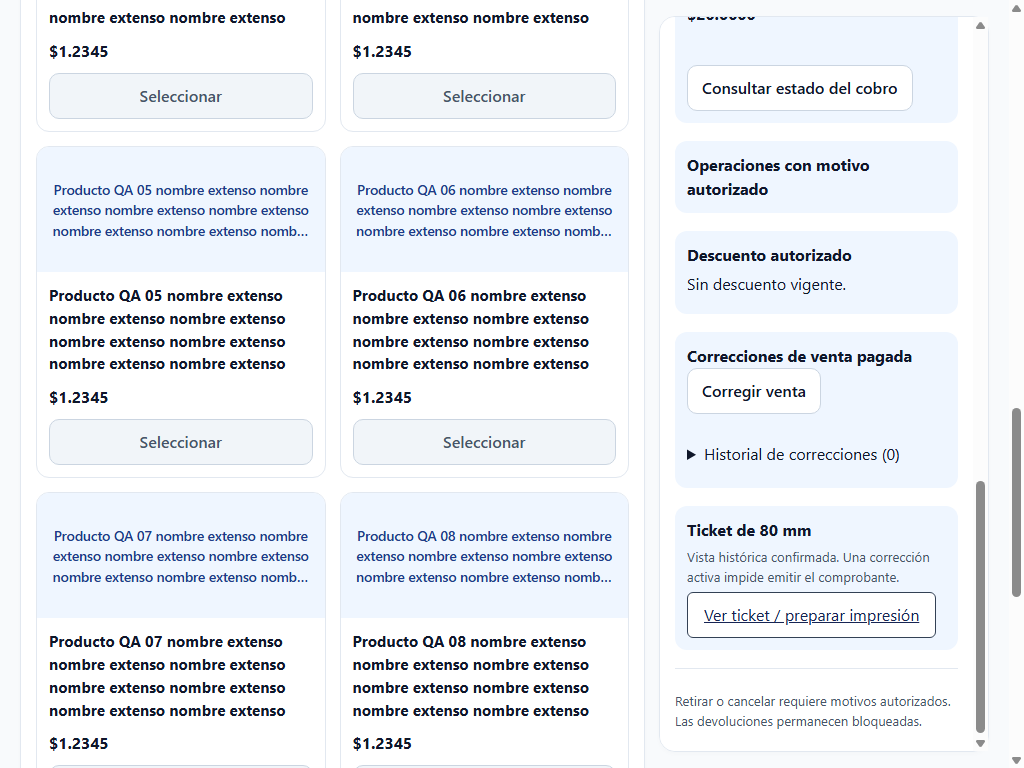 nombre extenso nombre extenso
$1.2345
Seleccionar
nombre extenso nombre extenso
$1.2345
Seleccionar
Producto QA 05 nombre extenso nombre
extenso nombre extenso nombre extenso
nombre extenso nombre extenso nomb...
Producto QA 05 nombre extenso
nombre extenso nombre extenso
nombre extenso nombre extenso
nombre extenso nombre extenso
$1.2345
Seleccionar
Producto QA 06 nombre extenso nombre
extenso nombre extenso nombre extenso
nombre extenso nombre extenso nomb...
Producto QA 06 nombre extenso
nombre extenso nombre extenso
nombre extenso nombre extenso
nombre extenso nombre extenso
$1.2345
Seleccionar
Producto QA 07 nombre extenso nombre
extenso nombre extenso nombre extenso
nombre extenso nombre extenso nomb...
Producto QA 07 nombre extenso
nombre extenso nombre extenso
nombre extenso nombre extenso
nombre extenso nombre extenso
$1.2345
Producto QA 08 nombre extenso nombre
extenso nombre extenso nombre extenso
nombre extenso nombre extenso nomb...
Producto QA 08 nombre extenso
nombre extenso nombre extenso
nombre extenso nombre extenso
nombre extenso nombre extenso
$1.2345
Consultar estado del cobro
Operaciones con motivo
autorizado
Descuento autorizado
Sin descuento vigente.
Correcciones de venta pagada
Corregir venta
Historial de correcciones (0)
Ticket de 80 mm
Vista histórica confirmada. Una corrección
activa impide emitir el comprobante.
Ver ticket / preparar impresión
Retirar o cancelar requiere motivos autorizados.
Las devoluciones permanecen bloqueadas.